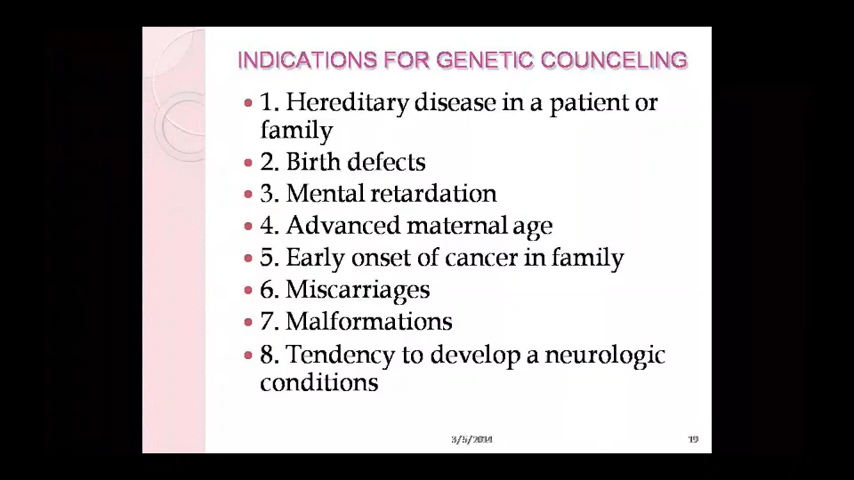 INDICATIONS FOR GENETIC COUNCELING
• 1. Hereditary disease in a patient or
family
• 2. Birth defects
• 3. Mental retardation
• 4. Advanced maternal age
• 5. Early onset of cancer in family
• 6. Miscarriages
• 7. Malformations
• 8. Tendency to develop a neurologic
conditions
3/5/2014
19